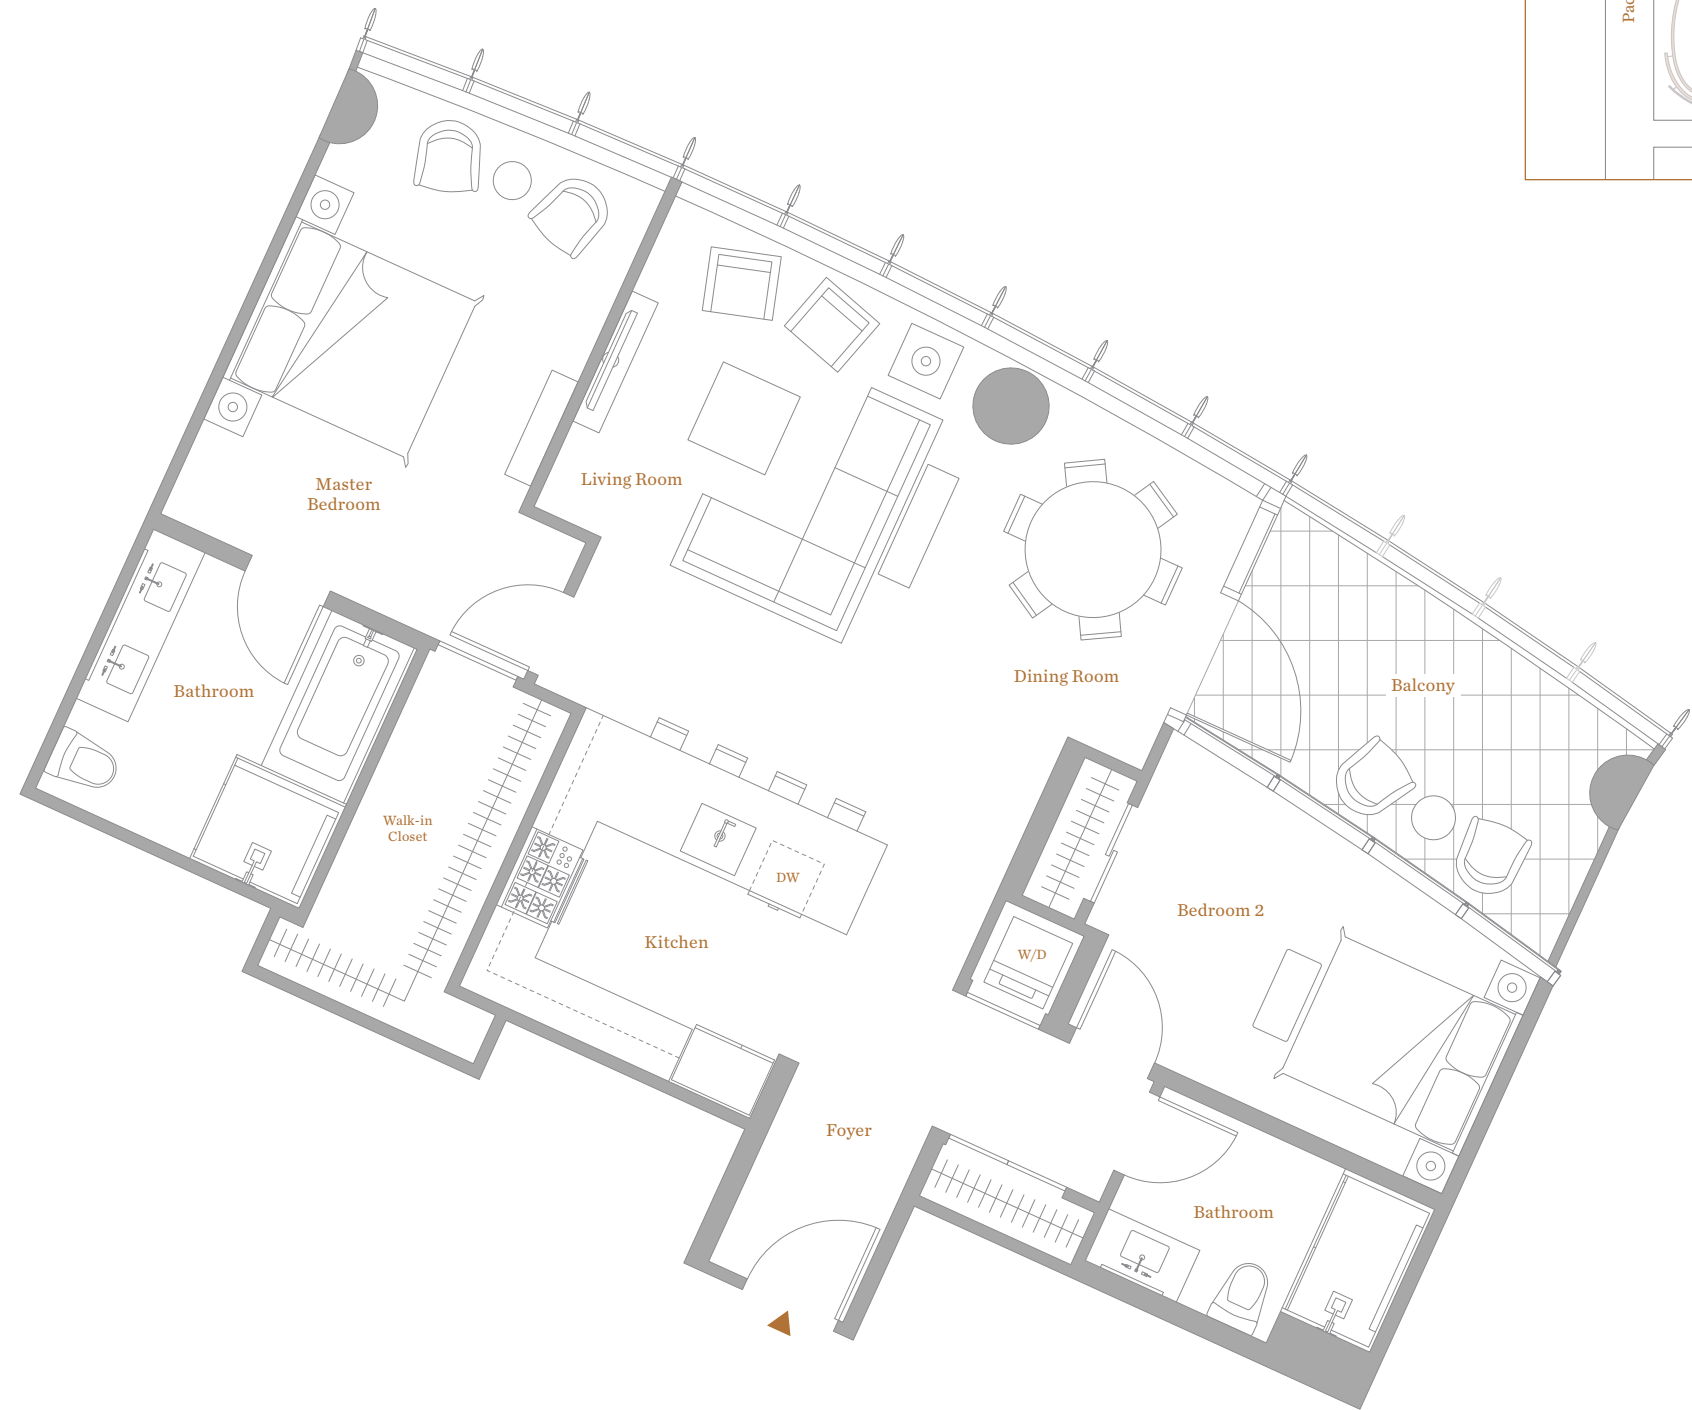 Master
Bedroom
Living Room
Dining Room
Balcony
Bathroom
Walk-in
Closet
DW
Kitchen
Bedroom 2
W/D
Foyer
Bathroom